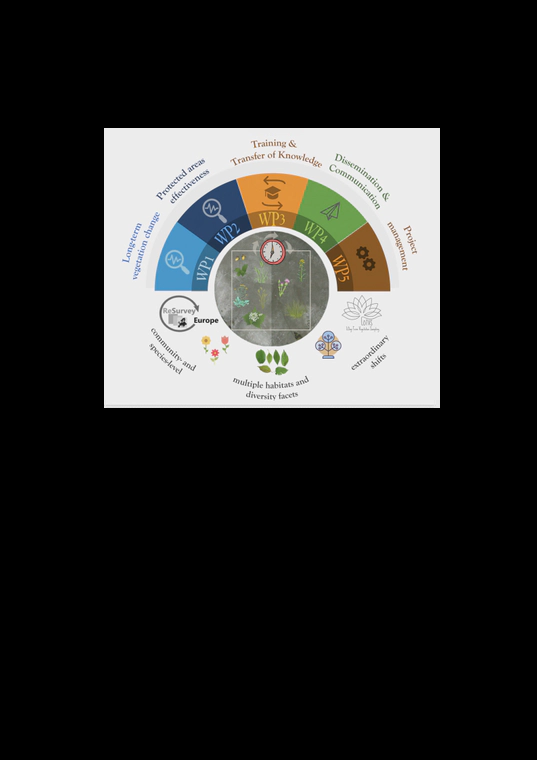 Long-term
vegetation change
Protected areas
effectiveness
Training &
Transfer of Knowledge
Dissemination &
Communication
Project
management
WP1
WP2
WP3
WP4
WP5
ReSurvey
Europe
LOTVS
community- and
species-level
multiple habitats and
diversity facets
extraordinary
shifts